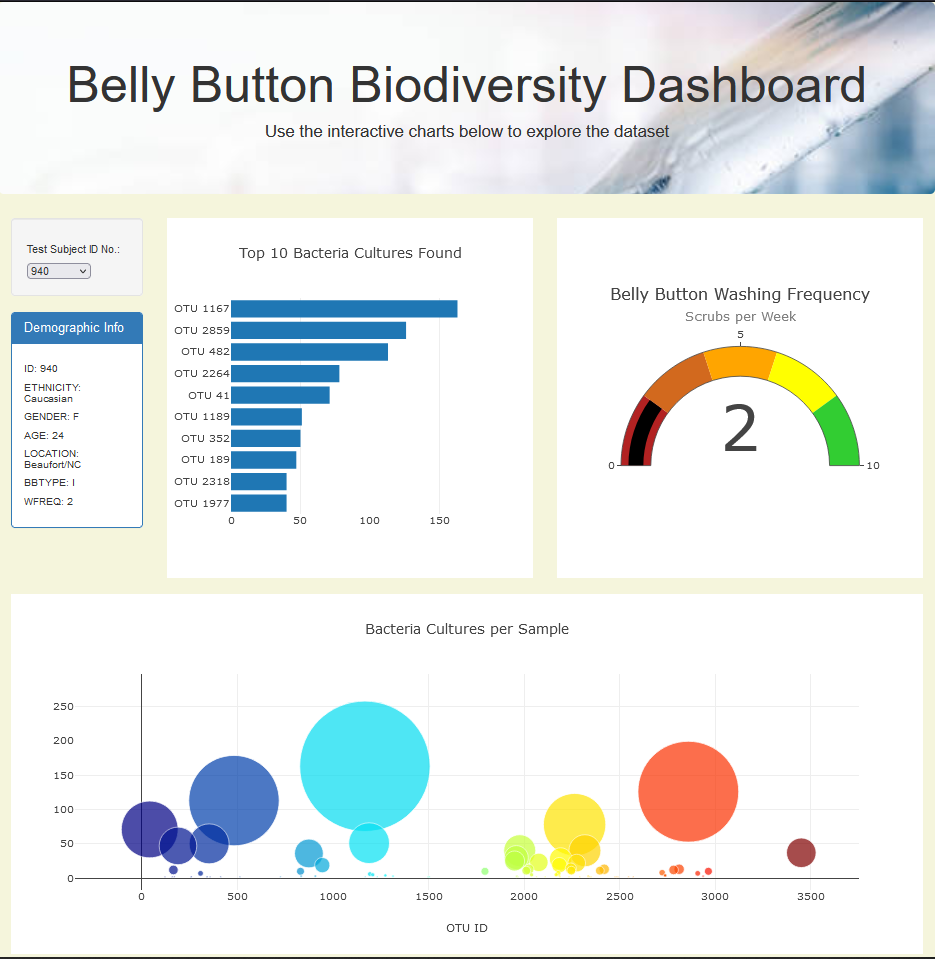 Belly Button Biodiversity Dashboard
Use the interactive charts below to explore the dataset
Test Subject ID No.:
940
Demographic Info
ID: 940
ETHNICITY:
Caucasian
GENDER: F
AGE: 24
LOCATION:
Beaufort/NC
BBTYPE: I
WFREQ: 2
Top 10 Bacteria Cultures Found
OTU 1167
OTU 2859
OTU 482
OTU 2264
OTU 41
OTU 1189
OTU 352
OTU 189
OTU 2318
OTU 1977
0 50 100 150
Belly Button Washing Frequency
Scrubs per Week
5
2
0 10
Bacteria Cultures per Sample
250
200
150
100
50
0
0 500 1000 1500 2000 2500 3000 3500
OTU ID